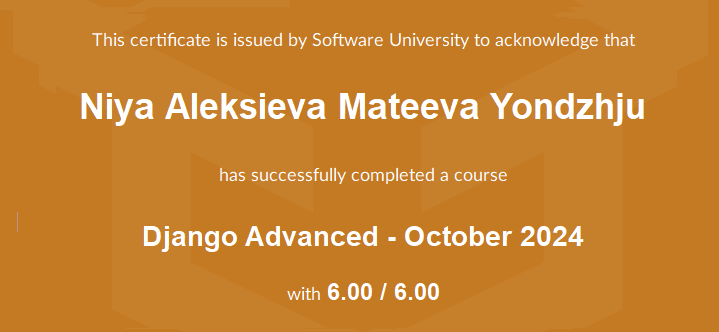 This certificate is issued by Software University to acknowledge that
Niya Aleksieva Mateeva Yondzhju
has successfully completed a course
Django Advanced - October 2024
with 6.00 / 6.00